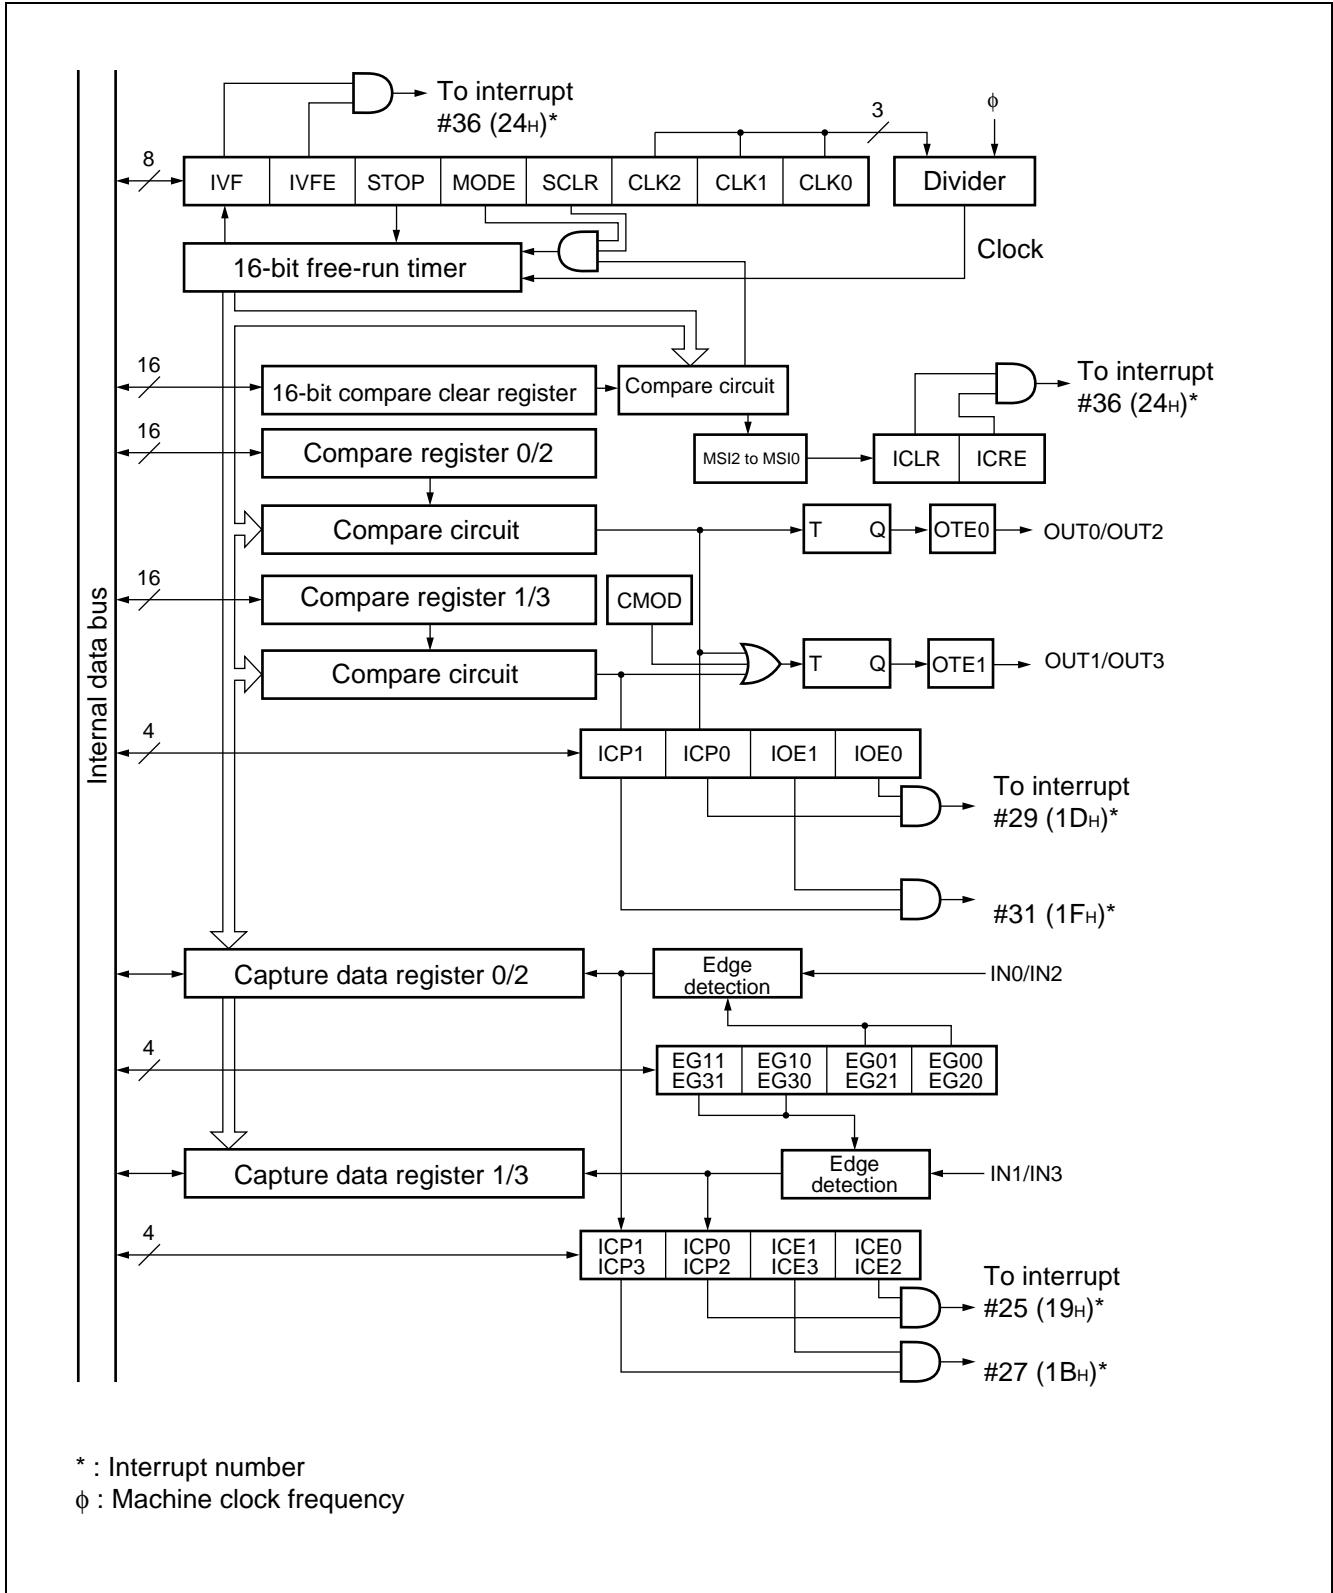 To interrupt
#36 (24H)*
3
ϕ
8
IVF IVFE STOP MODE SCLR CLK2 CLK1 CLK0
Divider
16-bit free-run timer
Clock
16
16-bit compare clear register
Compare circuit
To interrupt
#36 (24H)*
16
Compare register 0/2
MSI2 to MSI0
ICLR ICRE
Compare circuit
T Q
OTE0
OUT0/OUT2
16
Compare register 1/3
CMOD
Compare circuit
T Q
OTE1
OUT1/OUT3
Internal data bus
4
ICP1 ICP0 IOE1 IOE0
To interrupt
#29 (1DH)*
#31 (1FH)*
Capture data register 0/2
Edge
detection
IN0/IN2
4
EG11 EG10 EG01 EG00
EG31 EG30 EG21 EG20
Capture data register 1/3
Edge
detection
IN1/IN3
4
ICP1 ICP0 ICE1 ICE0
ICP3 ICP2 ICE3 ICE2
To interrupt
#25 (19H)*
#27 (1BH)*
* : Interrupt number
ϕ : Machine clock frequency